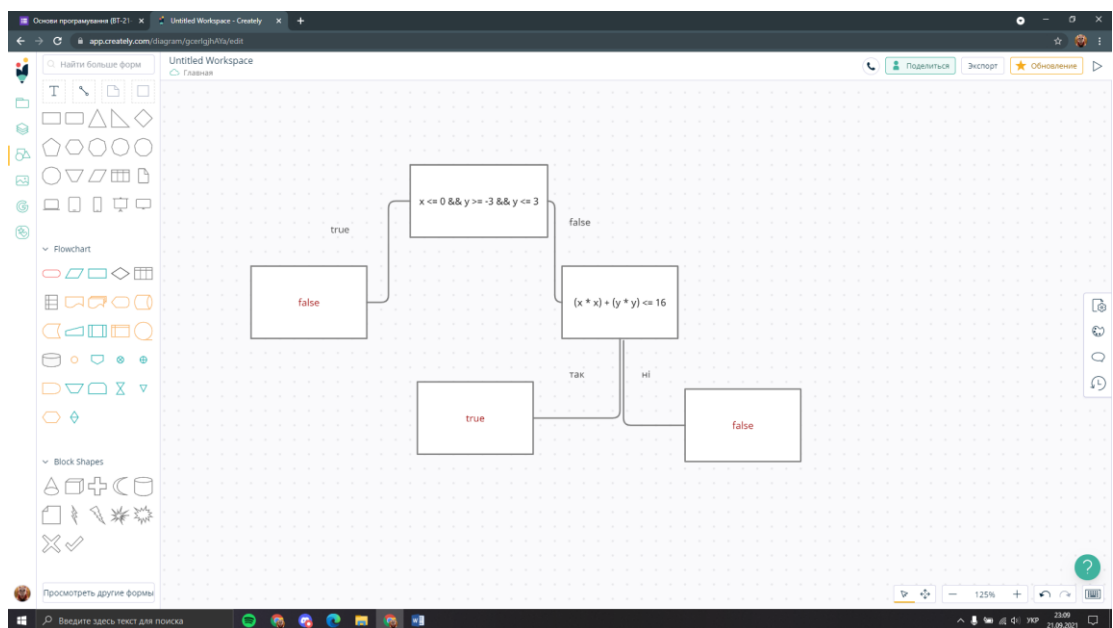 Основи програмування (ВТ-21
Untitled Workspace - Creately
app.creately.com/diagram/gcerlgjhAYa/edit
Найти больше форм
Untitled Workspace
Главная
Поделиться
Экспорт
Обновление
T
x <= 0 && y >= -3 && y <= 3
true
false
Flowchart
false
(x * x) + (y * y) <= 16
так
ні
true
false
Block Shapes
?
Просмотреть другие формы
125%
Введите здесь текст для поиска
УКР
23:09
21.09.2021